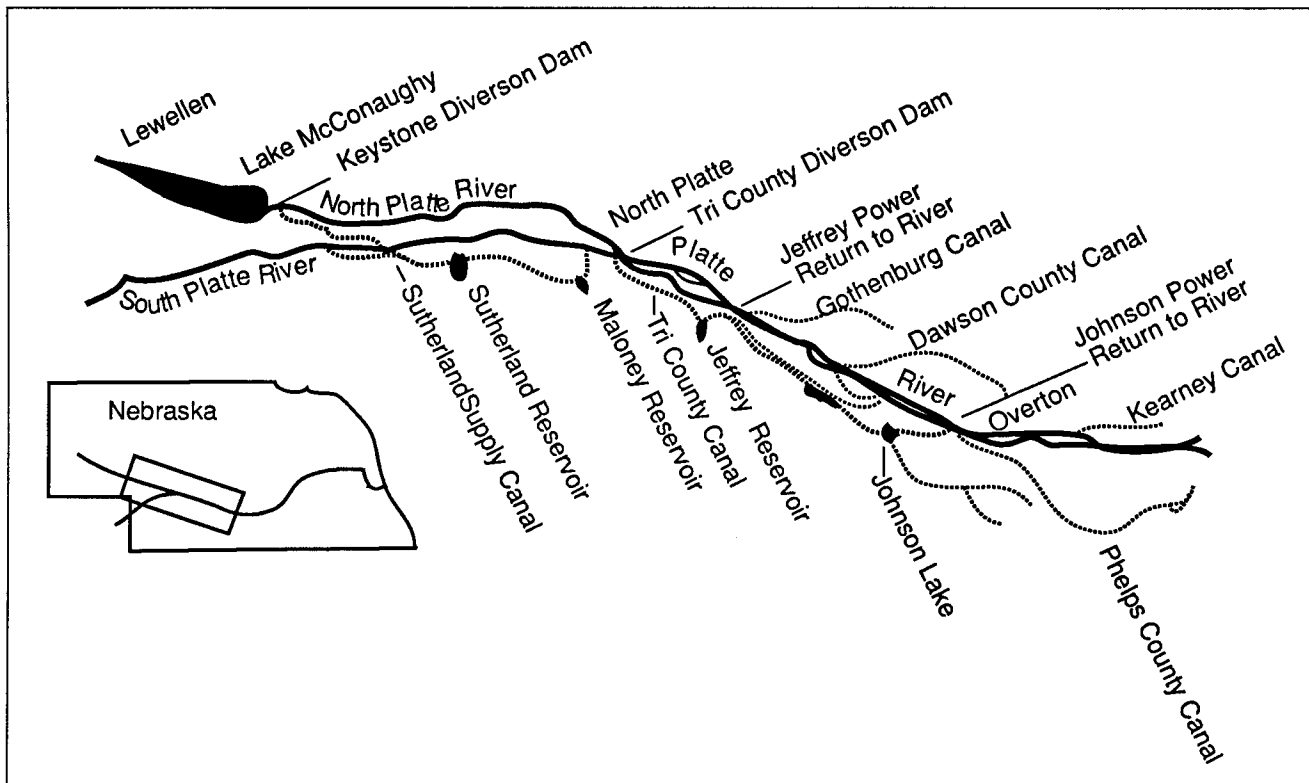 Lewellen
Lake McConaughy
Keystone Diverson Dam
North Platte River
South Platte River
North Platte
Tri County Diverson Dam
Platte
River
Jeffrey Power
Return to River
Gothenburg Canal
Dawson County Canal
Johnson Power
Return to River
Overton
Kearney Canal
SutherlandSupply Canal
Sutherland Reservoir
Maloney Reservoir
Tri County Canal
Jeffrey Reservoir
Johnson Lake
Phelps County Canal
Nebraska